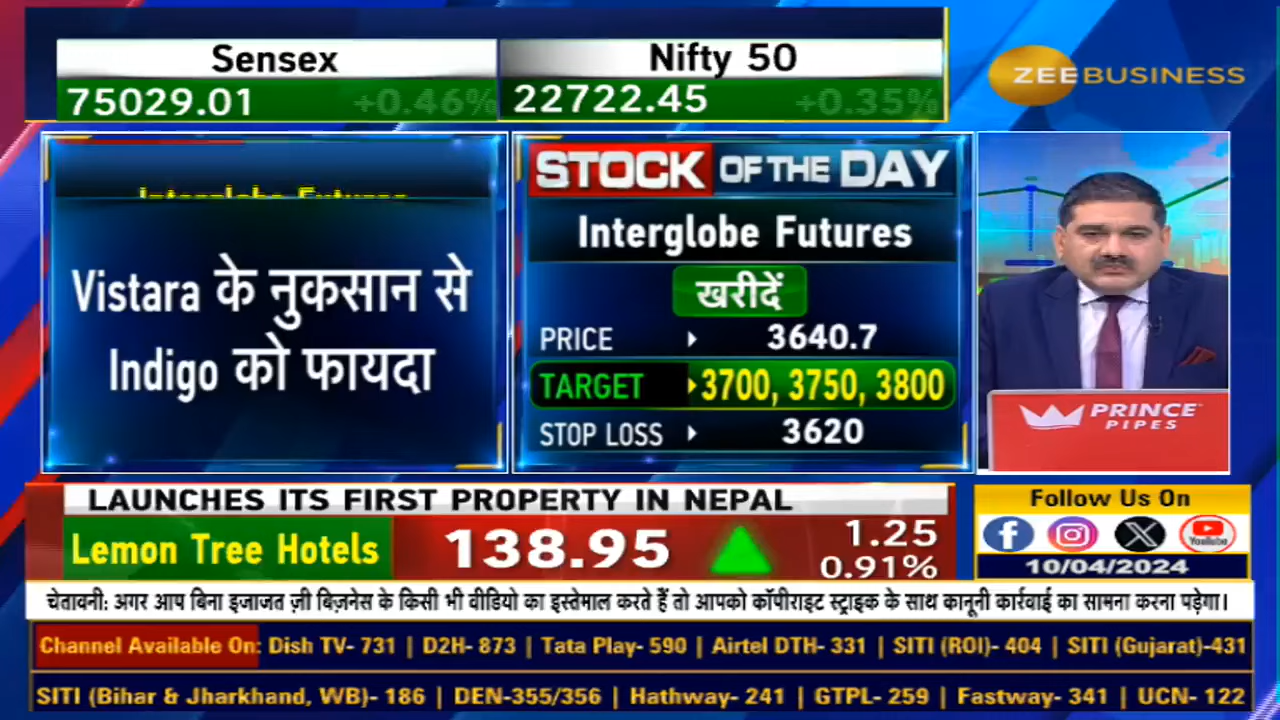 Sensex
Nifty 50
75029.01 +0.46%
22722.45 +0.35%
ZEEBUSINESS
Interglobe Futures
Vistara के नुकसान से
Indigo को फायदा
STOCK OF THE DAY
Interglobe Futures
खरीदें
PRICE 3640.7
TARGET 3700, 3750, 3800
STOP LOSS 3620
PRINCE
PIPES
LAUNCHES ITS FIRST PROPERTY IN NEPAL
Lemon Tree Hotels 138.95 1.25
0.91%
Follow Us On
YouTube
10/04/2024
चेतावनी: अगर आप बिना इजाजत ज़ी बिज़नेस के किसी भी वीडियो का इस्तेमाल करते हैं तो आपको कॉपीराइट स्ट्राइक के साथ कानूनी कार्रवाई का सामना करना पड़ेगा।
Channel Available On: Dish TV- 731 | D2H- 873 | Tata Play- 590 | Airtel DTH- 331 | SITI (ROI)- 404 | SITI (Gujarat)-431
SITI (Bihar & Jharkhand, WB)- 186 | DEN-355/356 | Hathway- 241 | GTPL- 259 | Fastway- 341 | UCN- 122